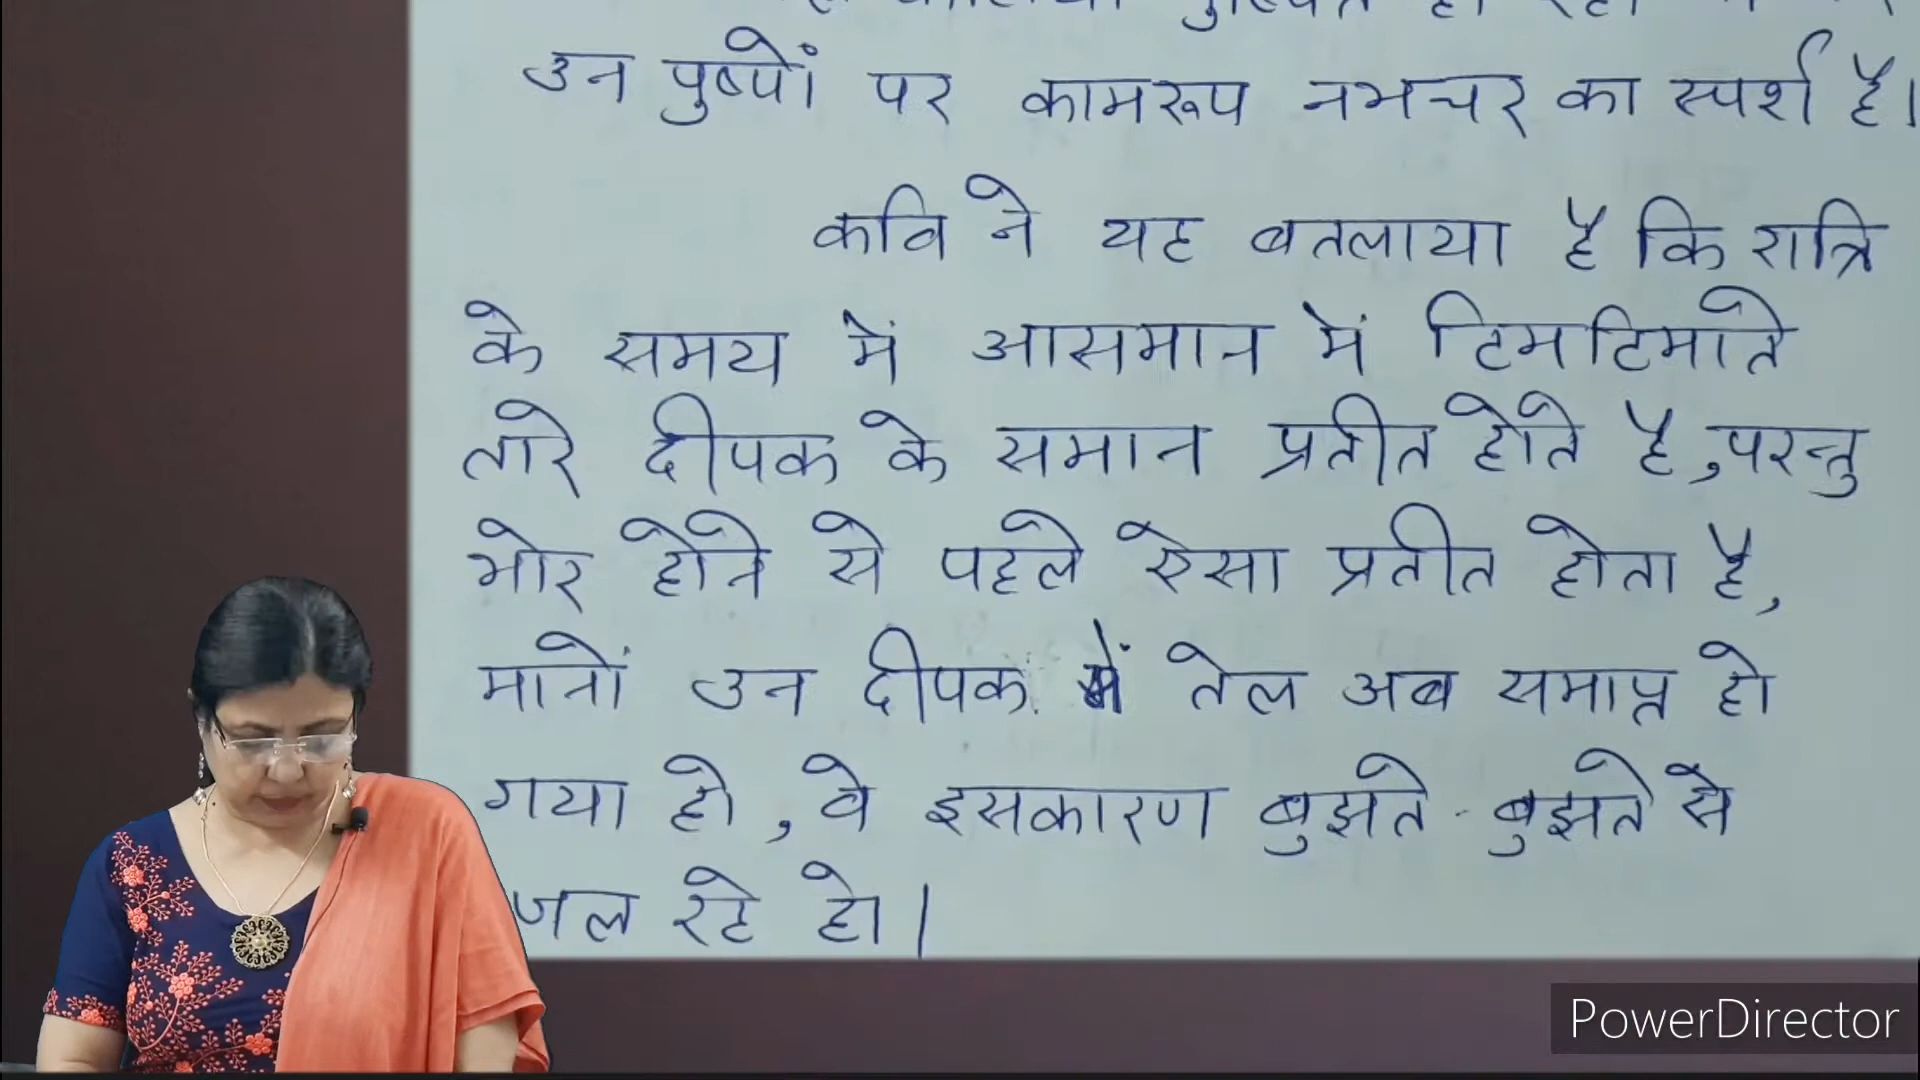 उन पुष्पों पर कामरूप नभचर का स्पर्श है।
कवि ने यह बतलाया है कि रात्रि
के समय में आसमान में टिमटिमाते
तारे दीपक के समान प्रतीत होते है, परन्तु
भोर होने से पहले ऐसा प्रतीत होता है,
मानों उन दीपक में तेल अब समाप्त हो
गया हो, वे इसकारण बुझते-बुझते से
जल रहे हो।
PowerDirector